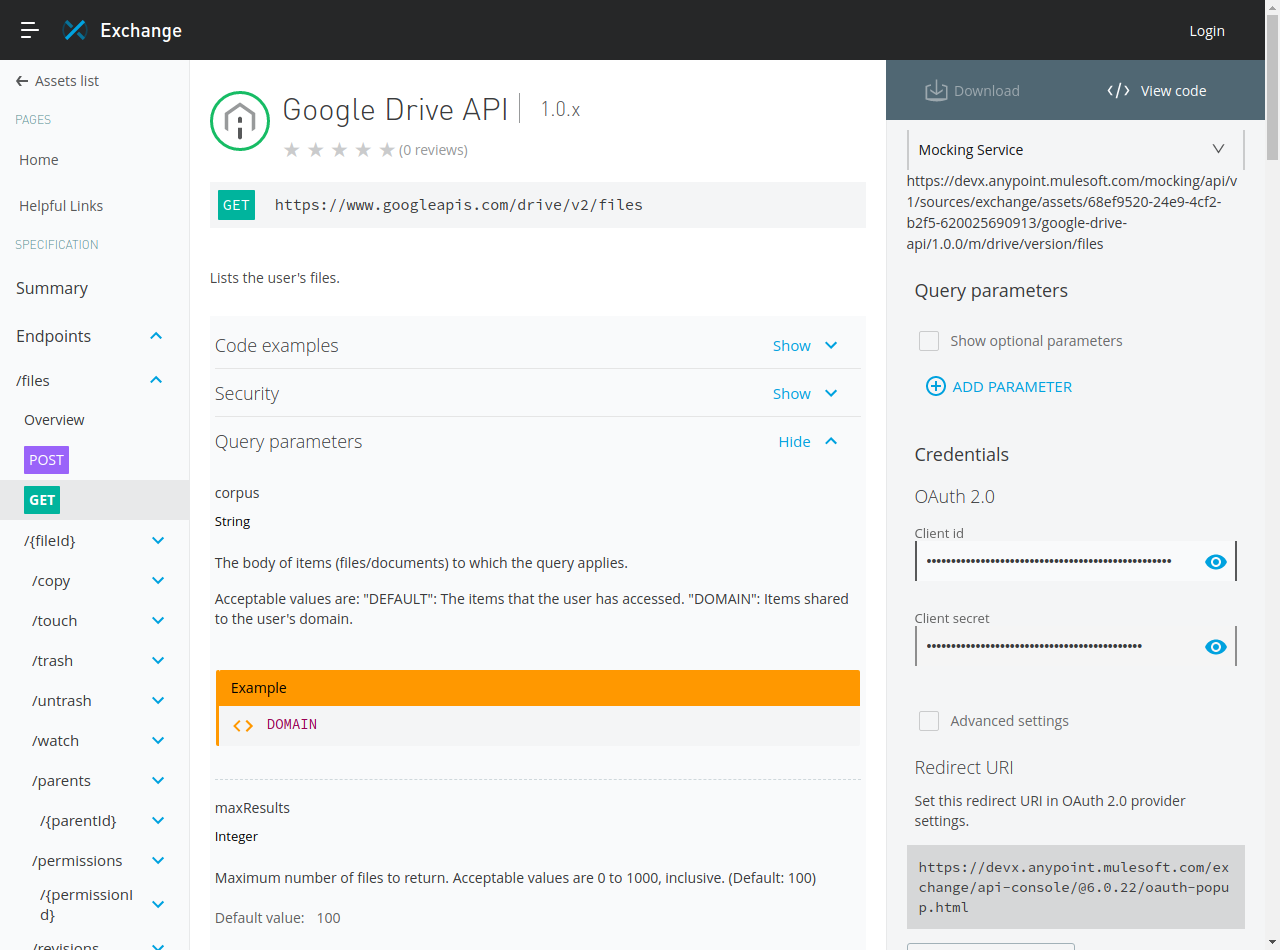 Exchange
Login
Assets list
PAGES
Home
Helpful Links
SPECIFICATION
Summary
Endpoints
/files
Overview
POST
GET
/{fileId}
/copy
/touch
/trash
/untrash
/watch
/parents
/{parentId}
/permissions
/{permissionI
d}
/revisions
Google Drive API
1.0.x
(0 reviews)
GET https://www.googleapis.com/drive/v2/files
Lists the user's files.
Code examples Show
Security Show
Query parameters Hide
corpus
String
The body of items (files/documents) to which the query applies.
Acceptable values are: "DEFAULT": The items that the user has accessed. "DOMAIN": Items shared
to the user's domain.
Example
DOMAIN
maxResults
Integer
Maximum number of files to return. Acceptable values are 0 to 1000, inclusive. (Default: 100)
Default value: 100
Download
View code
Mocking Service
https://devx.anypoint.mulesoft.com/mocking/api/v
1/sources/exchange/assets/68ef9520-24e9-4cf2-
b2f5-620025690913/google-drive-
api/1.0.0/m/drive/version/files
Query parameters
Show optional parameters
ADD PARAMETER
Credentials
OAuth 2.0
Client id
Client secret
Advanced settings
Redirect URI
Set this redirect URI in OAuth 2.0 provider
settings.
https://devx.anypoint.mulesoft.com/ex
change/api-console/@6.0.22/oauth-popu
p.html